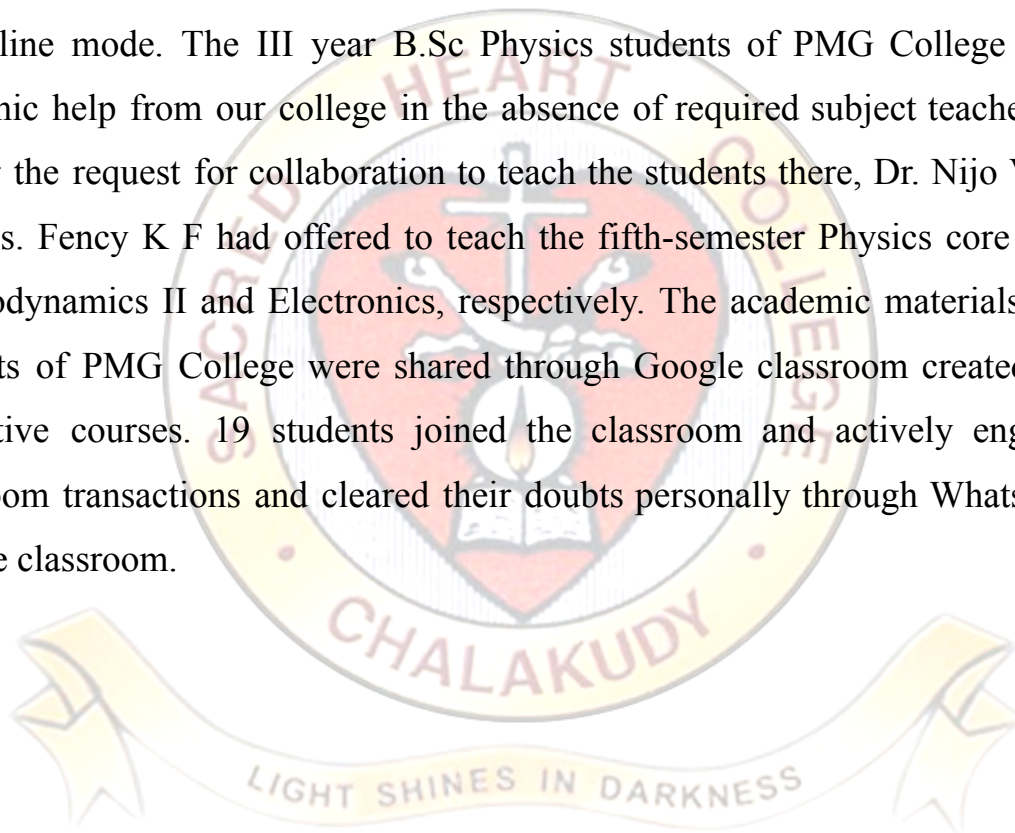 line mode. The III year B.Sc Physics students of PMG College
nic help from our college in the absence of required subject teache
the request for collaboration to teach the students there, Dr. Nijo V
s. Fency K F had offered to teach the fifth-semester Physics core
odynamics II and Electronics, respectively. The academic materials
ts of PMG College were shared through Google classroom created
tive courses. 19 students joined the classroom and actively eng
om transactions and cleared their doubts personally through Whats
e classroom.
SACRED HEART COLLEGE
CHALAKUDY
LIGHT SHINES IN DARKNESS